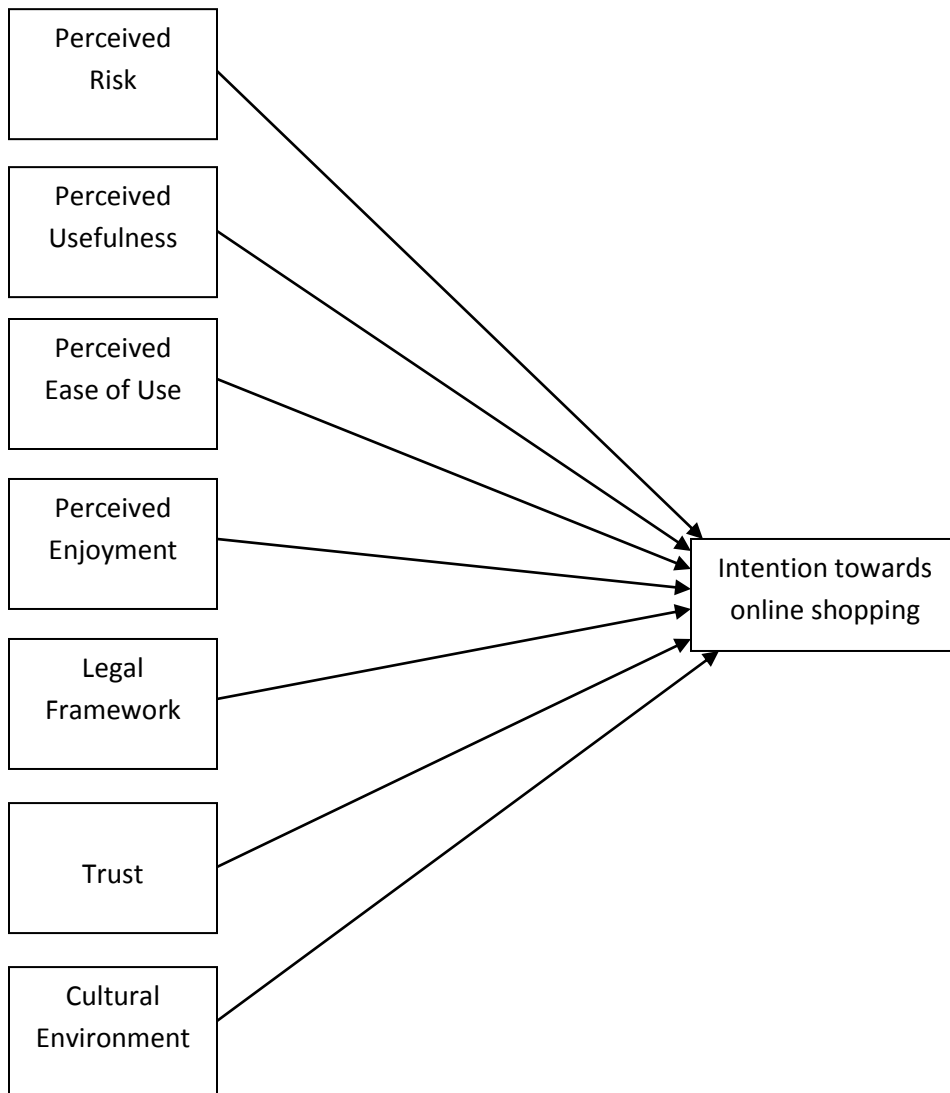 Perceived
Risk
Perceived
Usefulness
Perceived
Ease of Use
Perceived
Enjoyment
Intention towards
online shopping
Legal
Framework
Trust
Cultural
Environment